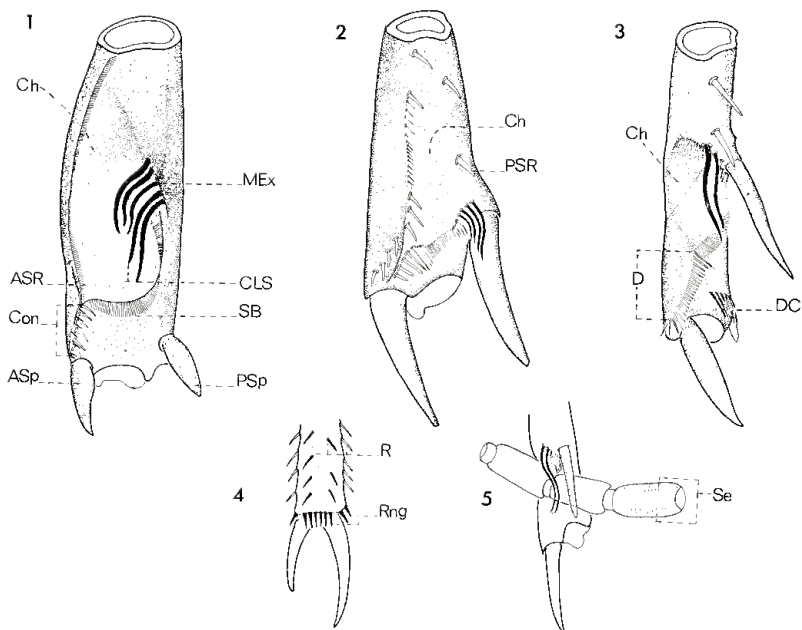 1
Ch
MEx
ASR
CLS
Con
SB
ASp
PSp
2
Ch
PSR
3
Ch
D
DC
4
R
Rng
5
Se